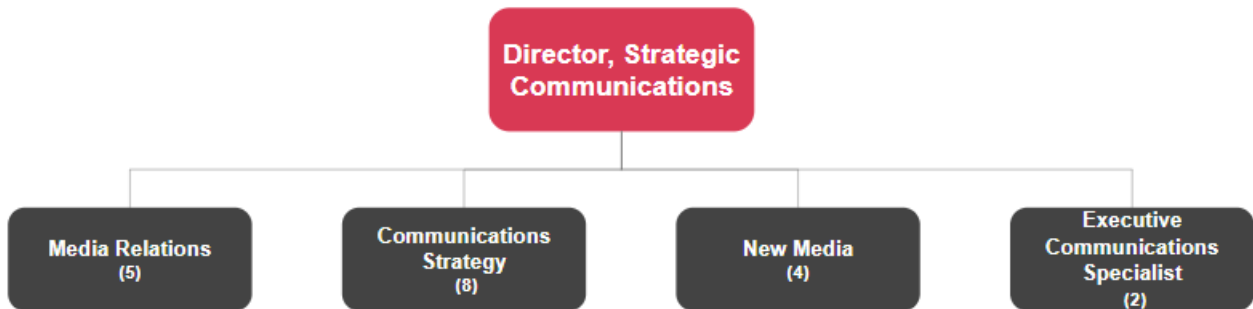 Director, Strategic
Communications
Media Relations
(5)
Communications
Strategy
(8)
New Media
(4)
Executive
Communications
Specialist
(2)